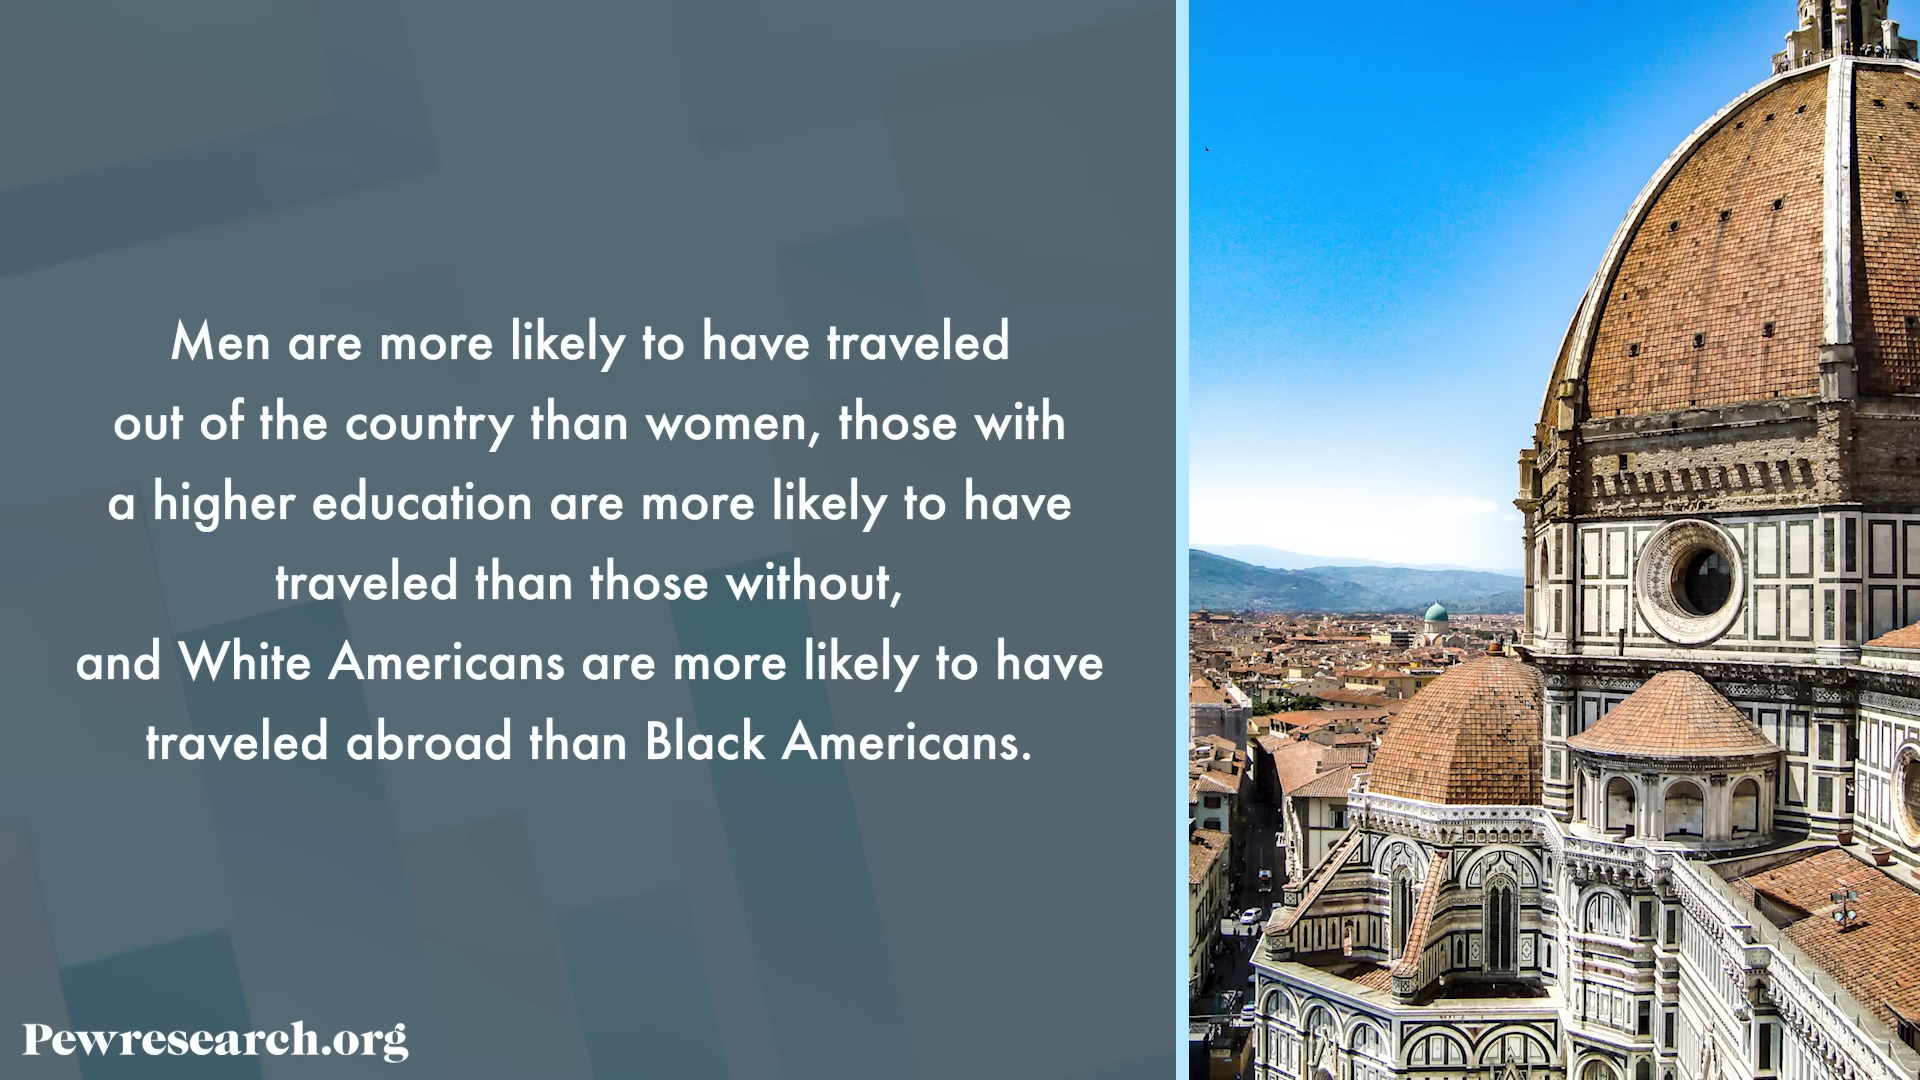 Men are more likely to have traveled
out of the country than women, those with
a higher education are more likely to have
traveled than those without,
and White Americans are more likely to have
traveled abroad than Black Americans.
Pewresearch.org